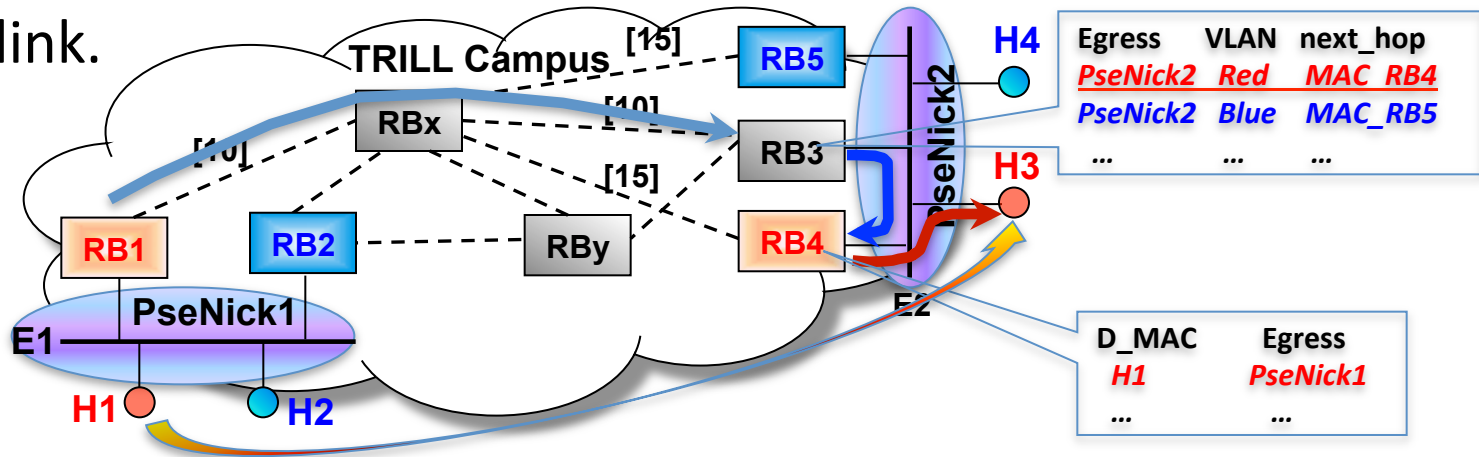 link.
TRILL Campus
[15]
[10]
[10]
[15]
RB5
RBx
RB3
RB1
RB2
RBy
RB4
PseNick2
H4
H3
E2
PseNick1
E1
H1
H2
Egress VLAN next_hop
PseNick2 Red MAC_RB4
PseNick2 Blue MAC_RB5
... ... ...
D_MAC Egress
H1 PseNick1
... ...